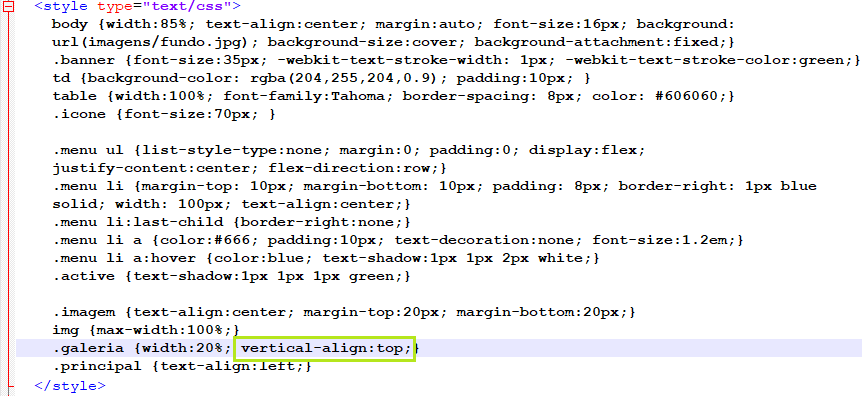 <style type="text/css">
body {width:85%; text-align:center; margin:auto; font-size:16px; background:
url(imagens/fundo.jpg); background-size:cover; background-attachment:fixed;}
.banner {font-size:35px; -webkit-text-stroke-width: 1px; -webkit-text-stroke-color:green;}
td {background-color: rgba(204,255,204,0.9); padding:10px; }
table {width:100%; font-family:Tahoma; border-spacing: 8px; color: #606060;}
.icone {font-size:70px; }
.menu ul {list-style-type:none; margin:0; padding:0; display:flex;
justify-content:center; flex-direction:row;}
.menu li {margin-top: 10px; margin-bottom: 10px; padding: 8px; border-right: 1px blue
solid; width: 100px; text-align:center;}
.menu li:last-child {border-right:none;}
.menu li a {color:#666; padding:10px; text-decoration:none; font-size:1.2em;}
.menu li a:hover {color:blue; text-shadow:1px 1px 2px white;}
.active {text-shadow:1px 1px 1px green;}
.imagem {text-align:center; margin-top:20px; margin-bottom:20px;}
img {max-width:100%;}
.galeria {width:20%; vertical-align:top;}
.principal {text-align:left;}
</style>